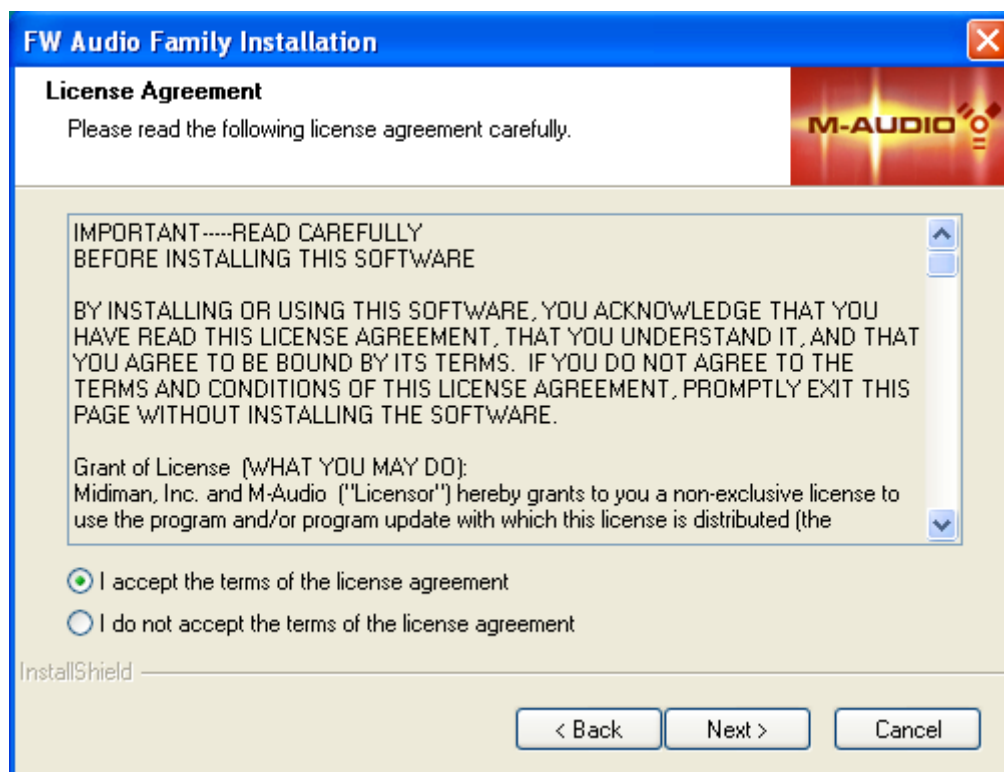 FW Audio Family Installation
License Agreement
Please read the following license agreement carefully.
M-AUDIO
IMPORTANT-----READ CAREFULLY
BEFORE INSTALLING THIS SOFTWARE
BY INSTALLING OR USING THIS SOFTWARE, YOU ACKNOWLEDGE THAT YOU
HAVE READ THIS LICENSE AGREEMENT, THAT YOU UNDERSTAND IT, AND THAT
YOU AGREE TO BE BOUND BY ITS TERMS.  IF YOU DO NOT AGREE TO THE
TERMS AND CONDITIONS OF THIS LICENSE AGREEMENT, PROMPTLY EXIT THIS
PAGE WITHOUT INSTALLING THE SOFTWARE.
Grant of License  (WHAT YOU MAY DO):
Midiman, Inc. and M-Audio  ("Licensor") hereby grants to you a non-exclusive license to
use the program and/or program update with which this license is distributed (the
I accept the terms of the license agreement
I do not accept the terms of the license agreement
InstallShield
< Back
Next >
Cancel